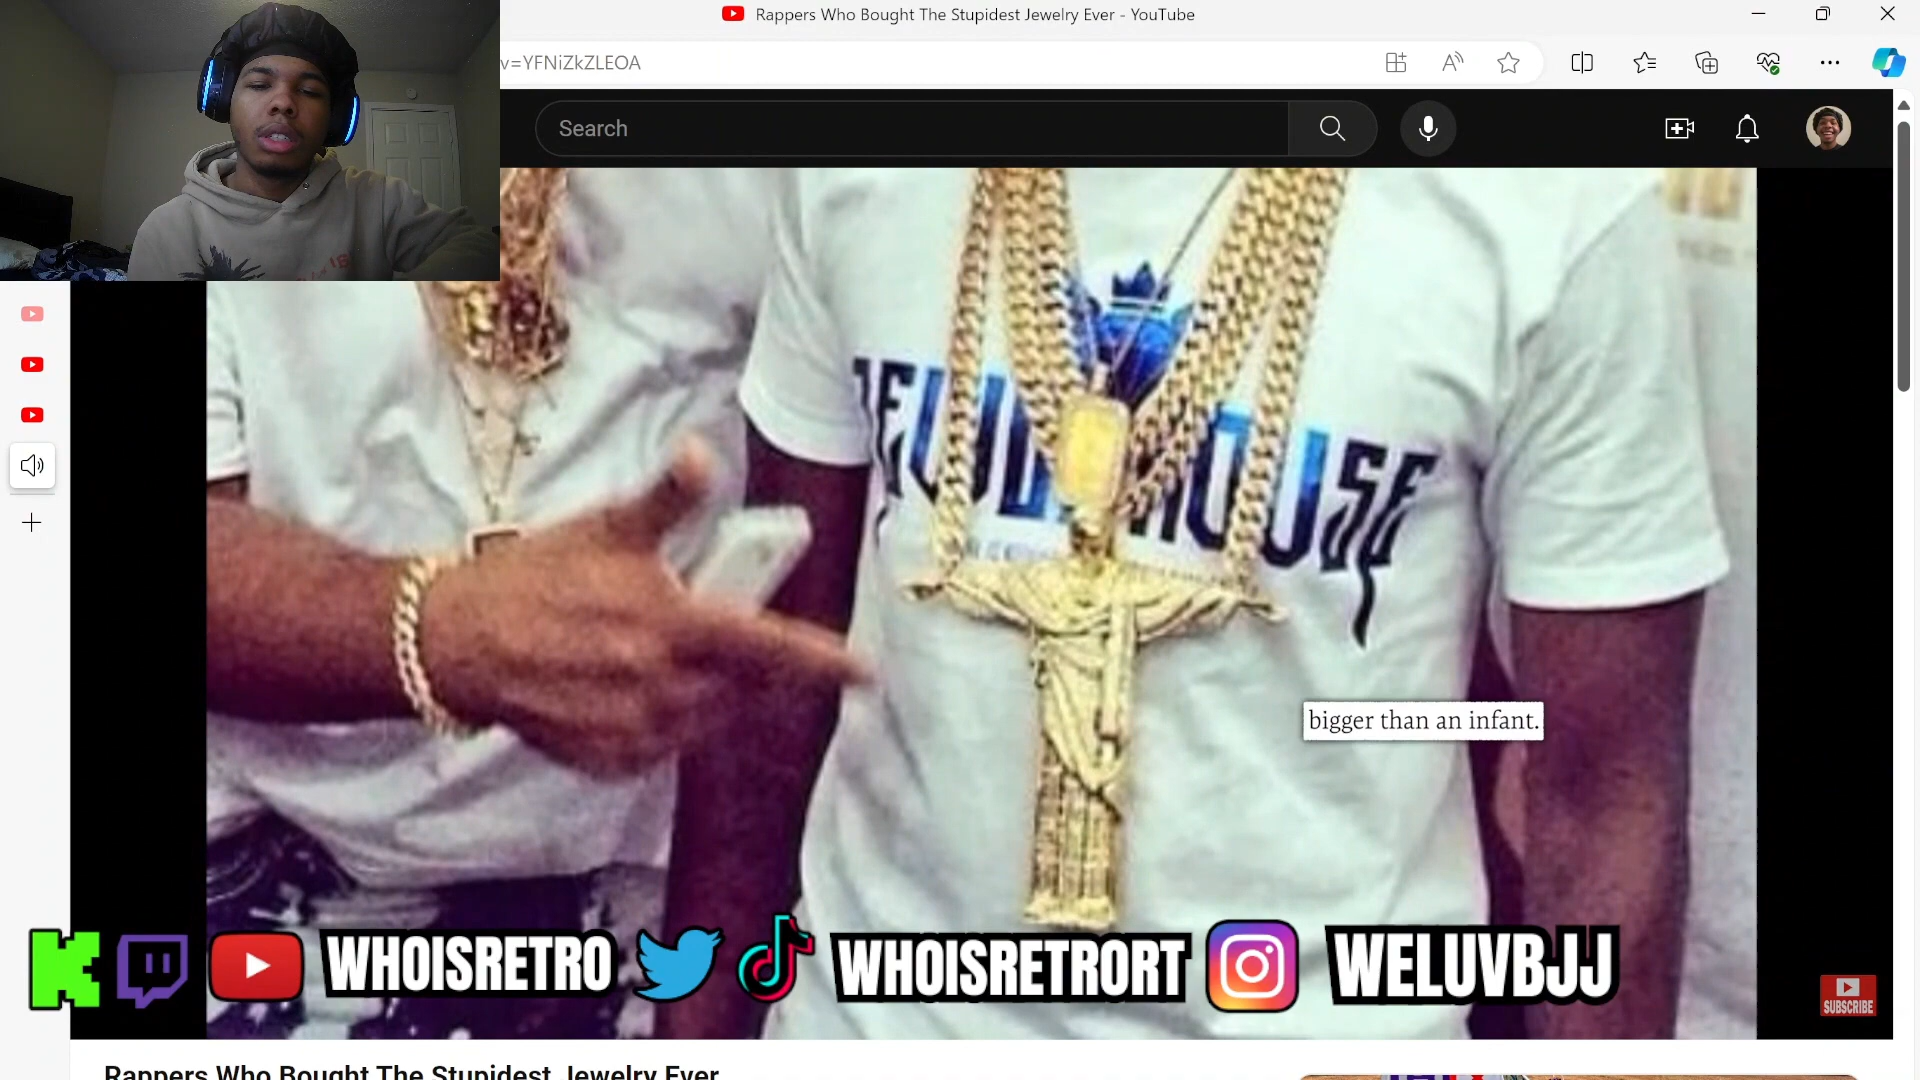 Rappers Who Bought The Stupidest Jewelry Ever - YouTube
v=YFNiZkZLEOA
Search
HOUSE
bigger than an infant.
WHOISRETRO
WHOISRETRORT
WELUVBJJ
SUBSCRIBE
Rappers Who Bought The Stupidest Jewelry Ever